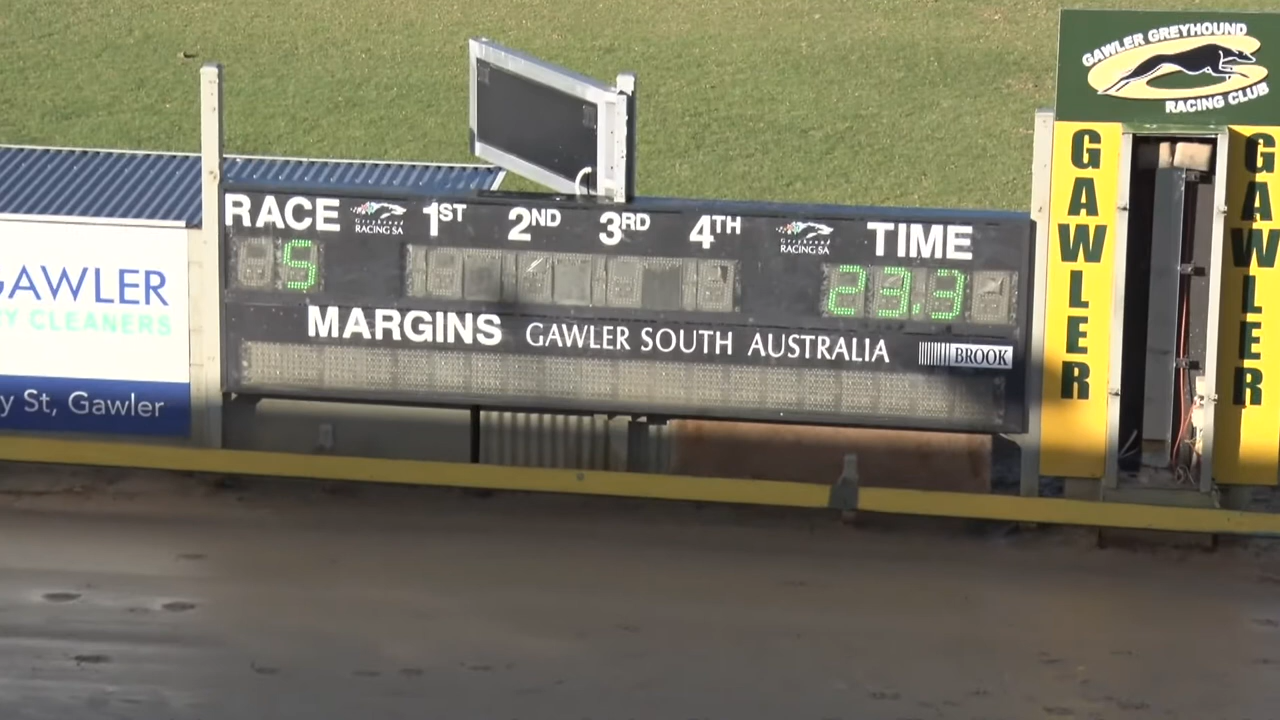 GAWLER GREYHOUND
RACING CLUB
GAWLER
GAWLER
RACE
Greyhound
RACING SA
1ST
2ND
3RD
4TH
Greyhound
RACING SA
TIME
5
23.3
MARGINS
GAWLER SOUTH AUSTRALIA
BROOK
GAWLER
Y CLEANERS
y St, Gawler